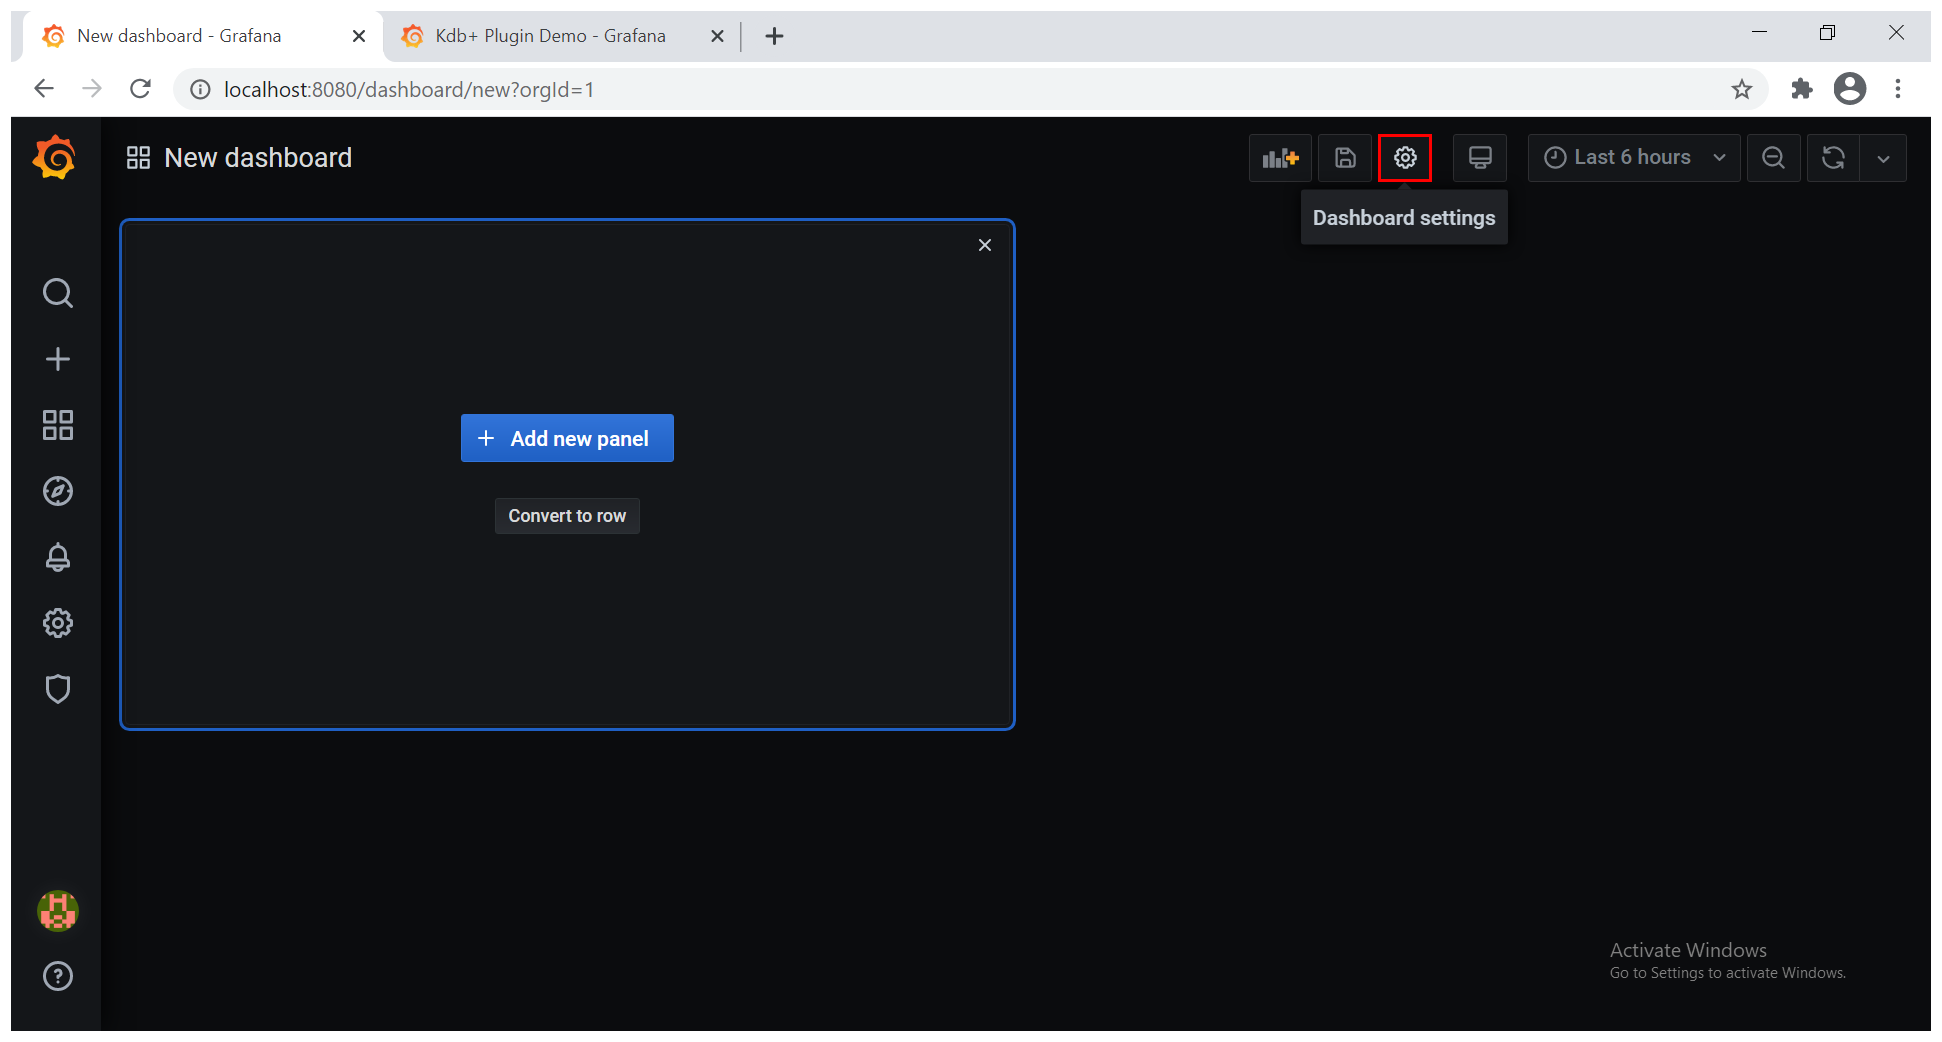 New dashboard - Grafana
Kdb+ Plugin Demo - Grafana
localhost:8080/dashboard/new?orgId=1
New dashboard
Last 6 hours
Dashboard settings
Add new panel
Convert to row
Activate Windows
Go to Settings to activate Windows.